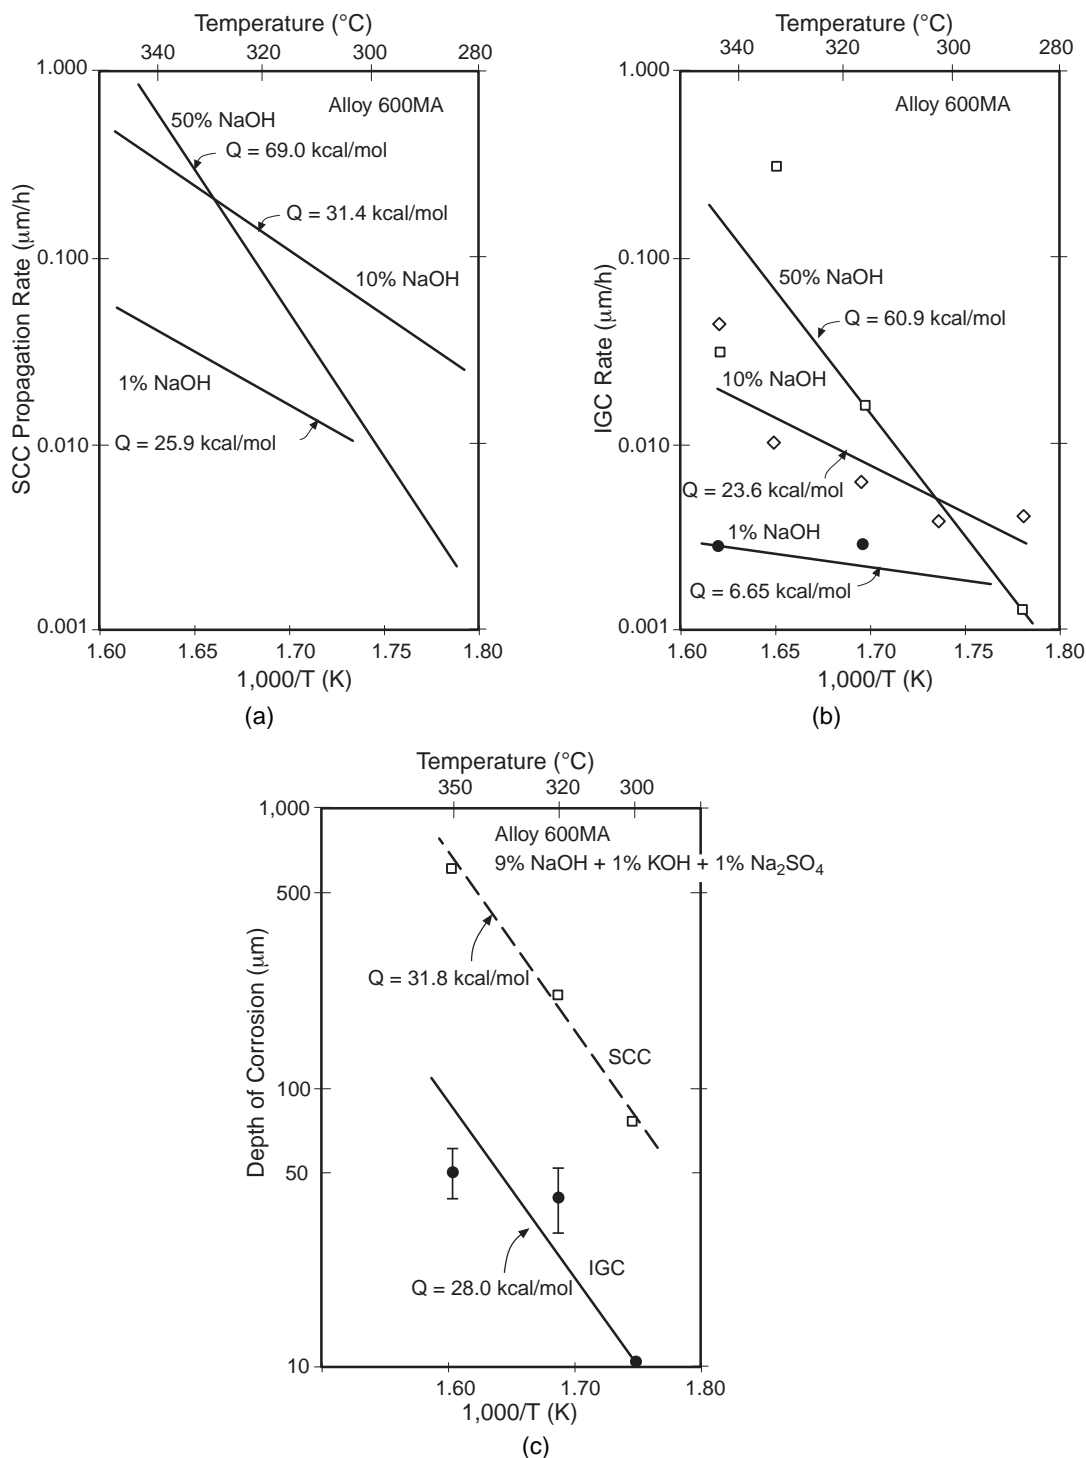 Temperature (°C)
340 320 300 280
1.000
0.100
0.010
0.001
SCC Propagation Rate (μm/h)
Alloy 600MA
50% NaOH
Q = 69.0 kcal/mol
Q = 31.4 kcal/mol
10% NaOH
1% NaOH
Q = 25.9 kcal/mol
1.60 1.65 1.70 1.75 1.80
1,000/T (K)
(a)
Temperature (°C)
340 320 300 280
1.000
0.100
0.010
0.001
IGC Rate (μm/h)
Alloy 600MA
50% NaOH
Q = 60.9 kcal/mol
10% NaOH
Q = 23.6 kcal/mol
1% NaOH
Q = 6.65 kcal/mol
1.60 1.65 1.70 1.75 1.80
1,000/T (K)
(b)
Temperature (°C)
350 320 300
1,000
500
100
50
10
Depth of Corrosion (μm)
Alloy 600MA
9% NaOH + 1% KOH + 1% Na₂SO₄
Q = 31.8 kcal/mol
SCC
IGC
Q = 28.0 kcal/mol
1.60 1.70 1.80
1,000/T (K)
(c)